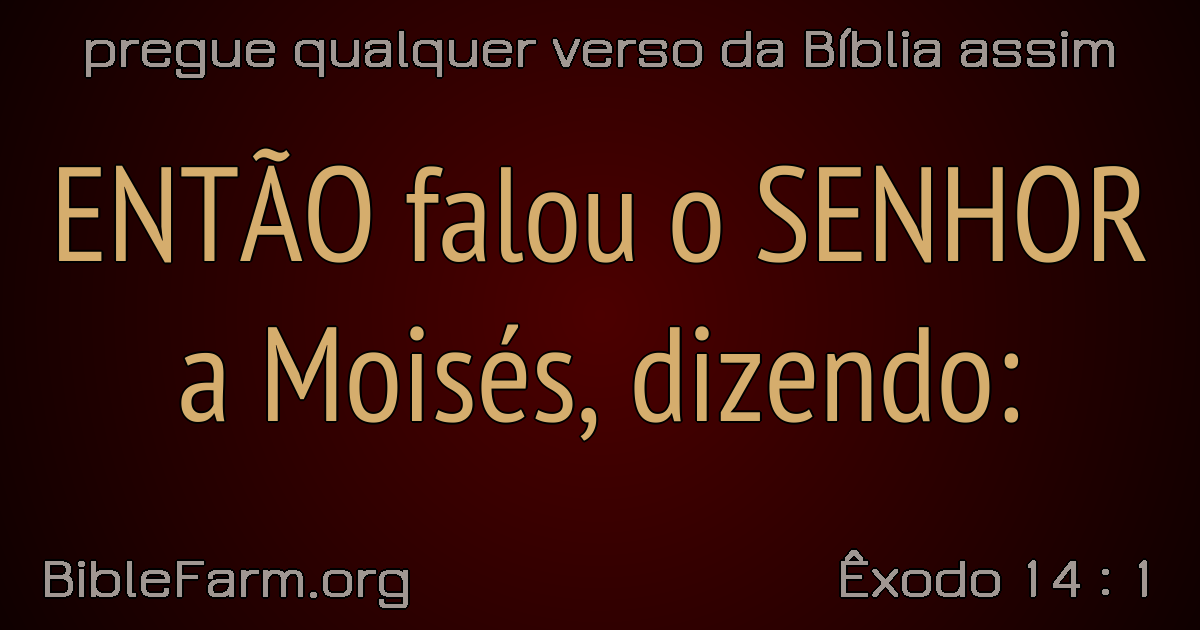 pregue qualquer verso da Bíblia assim
ENTÃO falou o SENHOR
a Moisés, dizendo:
BibleFarm.org
Êxodo 14 : 1